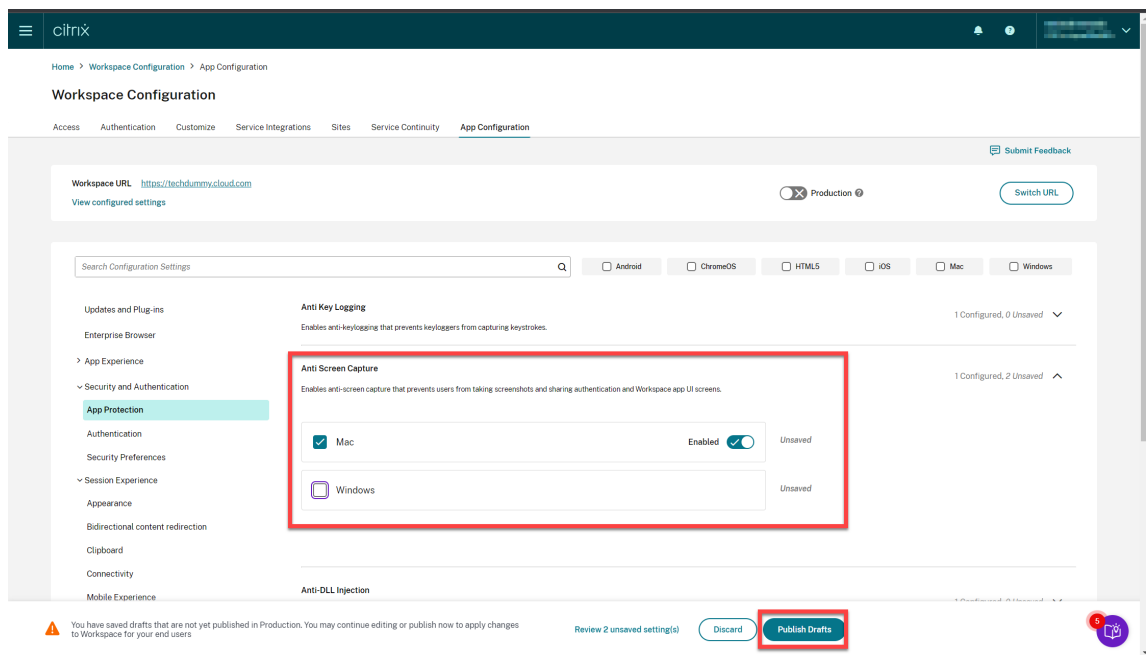 citrix
Home > Workspace Configuration > App Configuration
Workspace Configuration
Access Authentication Customize Service Integrations Sites Service Continuity App Configuration
Submit Feedback
Workspace URL https://techdummy.cloud.com
Production
Switch URL
View configured settings
Search Configuration Settings
Android ChromeOS HTML5 iOS Mac Windows
Updates and Plug-ins
Enterprise Browser
App Experience
Security and Authentication
App Protection
Authentication
Security Preferences
Session Experience
Appearance
Bidirectional content redirection
Clipboard
Connectivity
Mobile Experience
Anti Key Logging
Enables anti-keylogging that prevents keyloggers from capturing keystrokes.
1 Configured, 0 Unsaved
Anti Screen Capture
Enables anti-screen capture that prevents users from taking screenshots and sharing authentication and Workspace app UI screens.
1 Configured, 2 Unsaved
Mac Enabled Unsaved
Windows Unsaved
Anti-DLL Injection
You have saved drafts that are not yet published in Production. You may continue editing or publish now to apply changes
to Workspace for your end users
Review 2 unsaved setting(s) Discard Publish Drafts
5